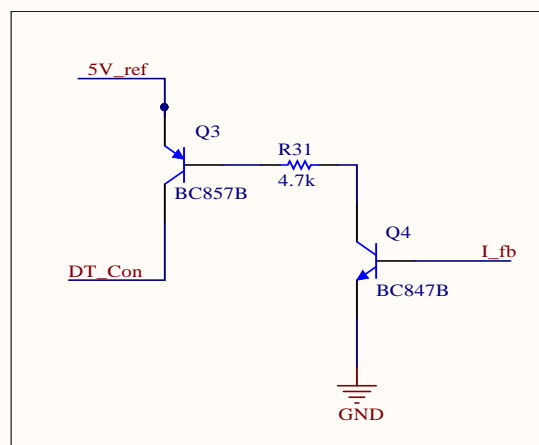 5V_ref
Q3
R31
4.7k
BC857B
Q4
I_fb
DT_Con
BC847B
GND